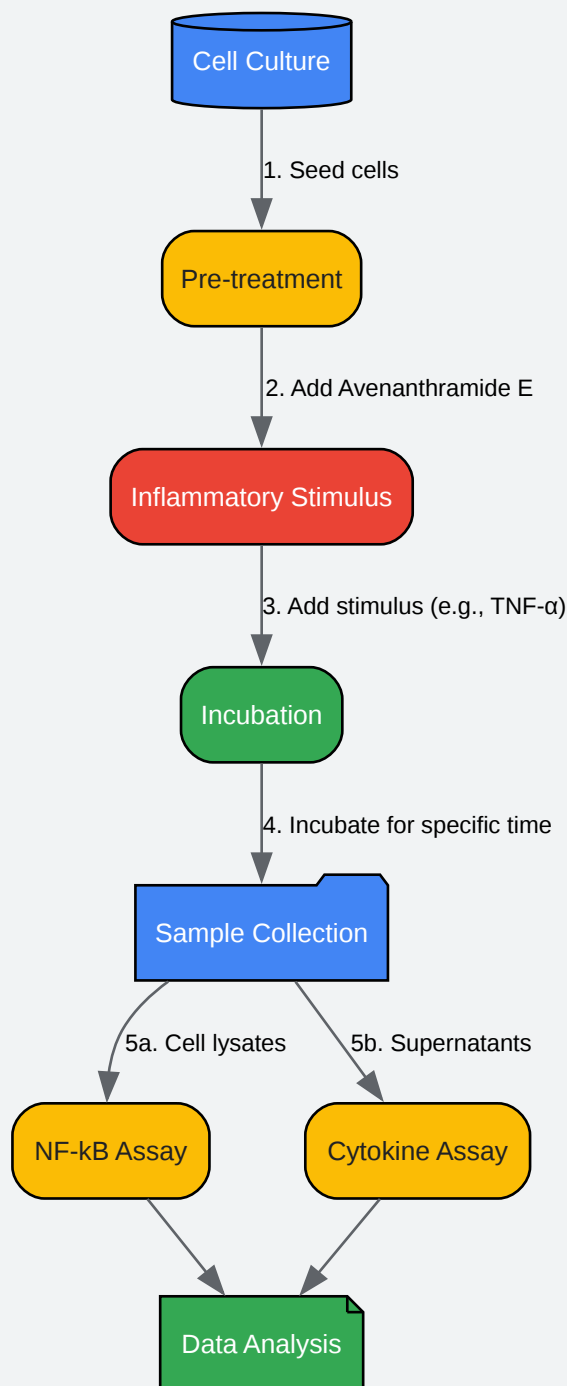 Cell Culture
1. Seed cells
Pre-treatment
2. Add Avenanthramide E
Inflammatory Stimulus
3. Add stimulus (e.g., TNF-α)
Incubation
4. Incubate for specific time
Sample Collection
5a. Cell lysates
5b. Supernatants
NF-kB Assay
Cytokine Assay
Data Analysis